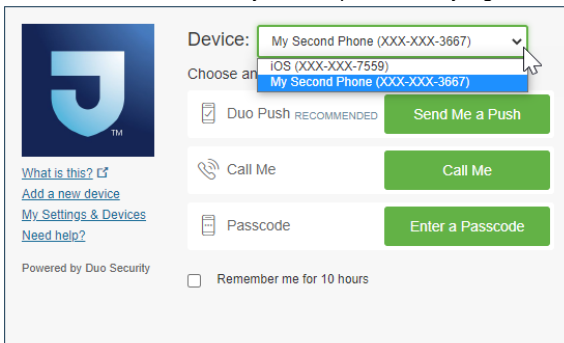 Device: My Second Phone (XXX-XXX-3667)
iOS (XXX-XXX-7559)
Choose an
My Second Phone (XXX-XXX-3667)
Duo Push RECOMMENDED Send Me a Push
Call Me Call Me
Passcode Enter a Passcode
Remember me for 10 hours
TM
What is this?
Add a new device
My Settings & Devices
Need help?
Powered by Duo Security